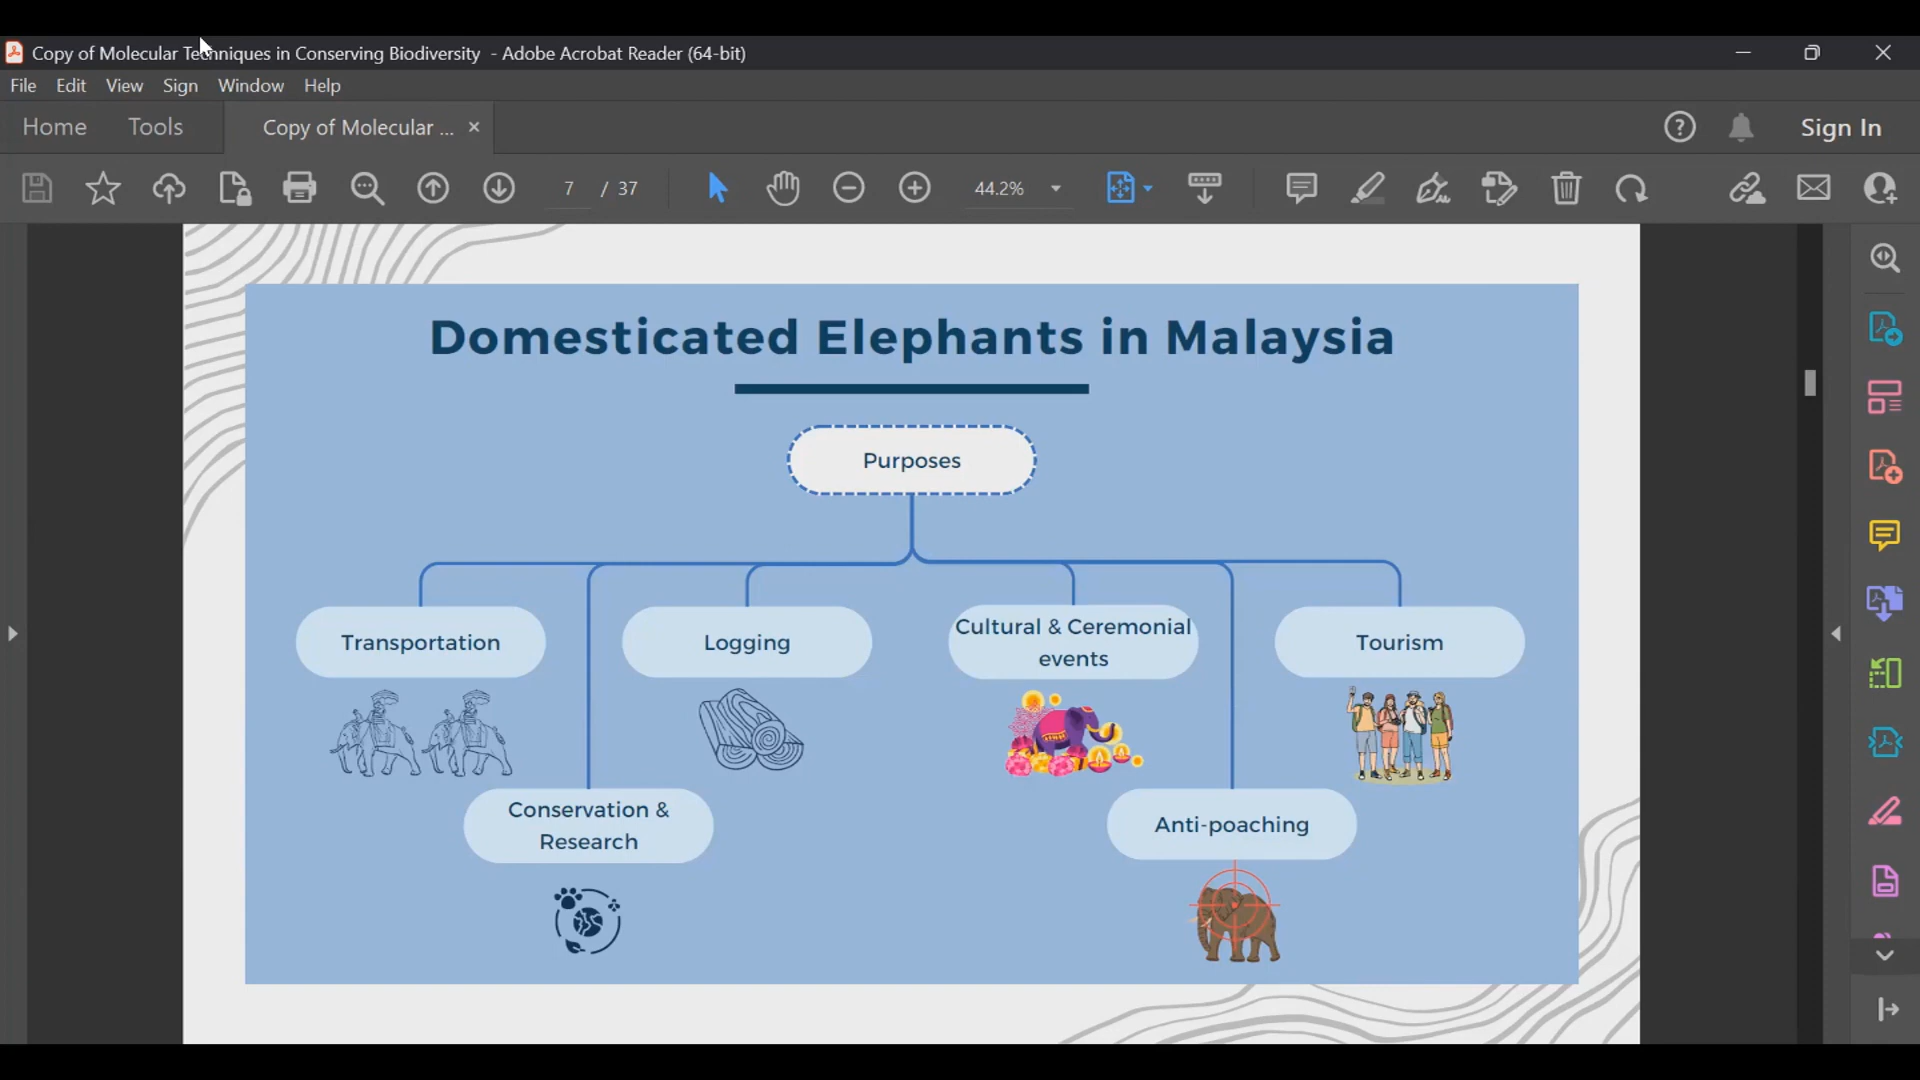 Copy of Molecular Techniques in Conserving Biodiversity - Adobe Acrobat Reader (64-bit)
File Edit View Sign Window Help
Home Tools Copy of Molecular ... Sign In
7 / 37 44.2%
Domesticated Elephants in Malaysia
Purposes
Transportation
Logging
Cultural & Ceremonial
events
Tourism
Conservation &
Research
Anti-poaching